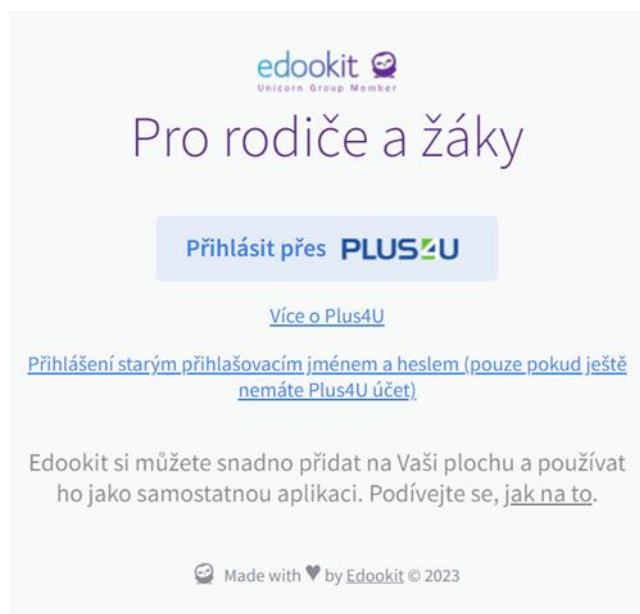 edookit
Unicorn Group Member
Pro rodiče a žáky
Přihlásit přes PLUS4U
Více o Plus4U
Přihlášení starým přihlašovacím jménem a heslem (pouze pokud ještě
nemáte Plus4U účet)
Edookit si můžete snadno přidat na Vaši plochu a používat
ho jako samostatnou aplikaci. Podívejte se, jak na to.
Made with ♥ by Edookit © 2023